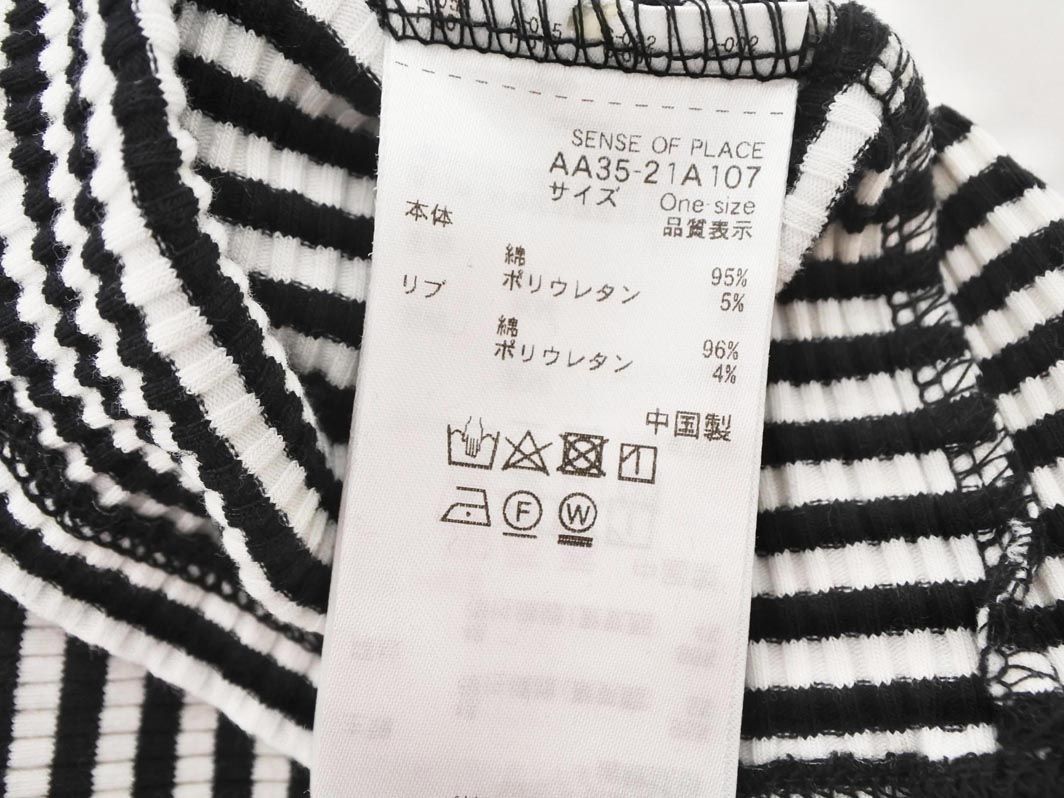 SENSE OF PLACE
AA35-21A107
サイズ One-size
品質表示
本体
綿 95%
ポリウレタン 5%
リブ
綿 96%
ポリウレタン 4%
中国製
F W